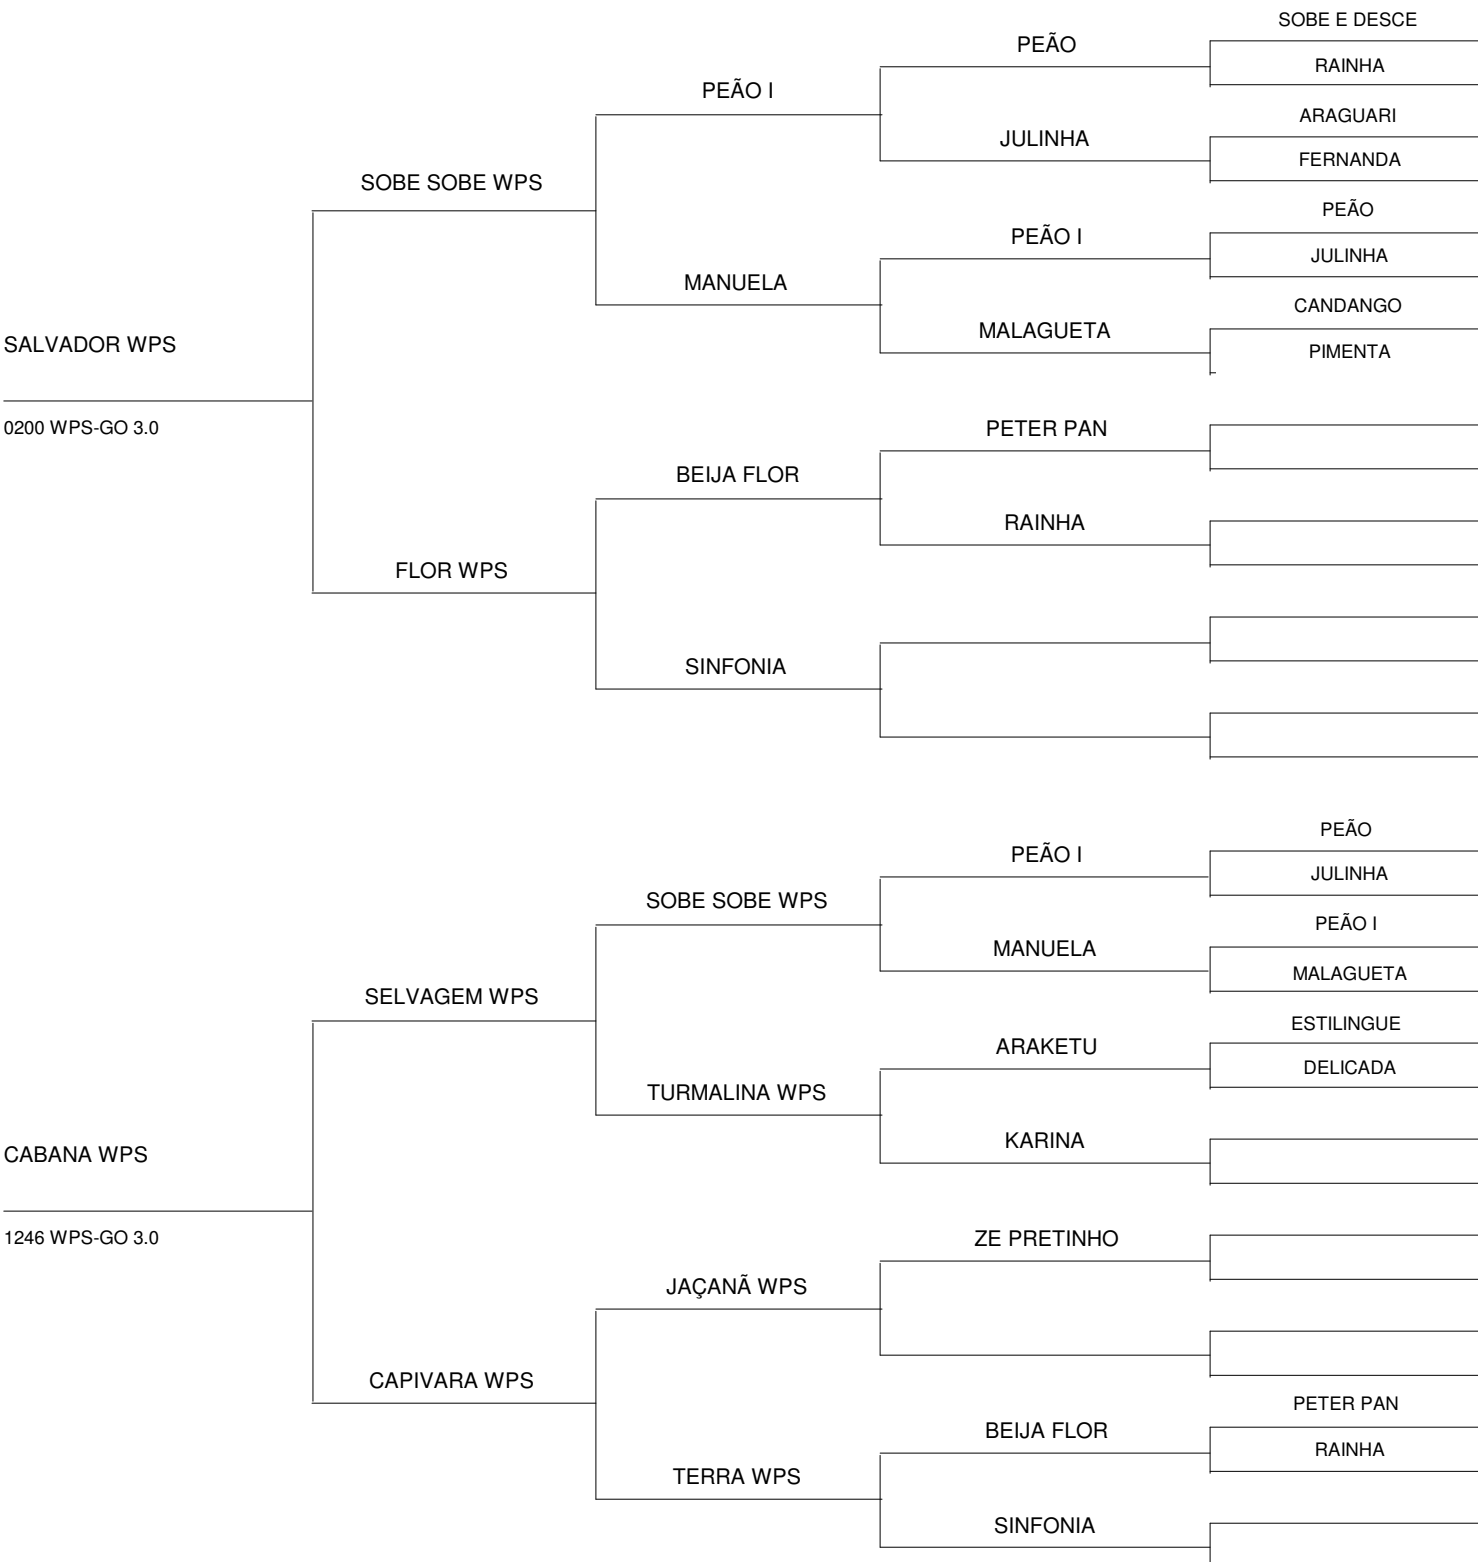 SOBE E DESCE
PEÃO
RAINHA
PEÃO I
ARAGUARI
JULINHA
FERNANDA
SOBE SOBE WPS
PEÃO
PEÃO I
JULINHA
MANUELA
CANDANGO
MALAGUETA
SALVADOR WPS
PIMENTA
0200 WPS-GO 3.0
PETER PAN
BEIJA FLOR
RAINHA
FLOR WPS
SINFONIA
PEÃO
PEÃO I
JULINHA
SOBE SOBE WPS
PEÃO I
MANUELA
MALAGUETA
SELVAGEM WPS
ESTILINGUE
ARAKETU
DELICADA
TURMALINA WPS
KARINA
CABANA WPS
1246 WPS-GO 3.0
ZE PRETINHO
JAÇANÃ WPS
CAPIVARA WPS
PETER PAN
BEIJA FLOR
RAINHA
TERRA WPS
SINFONIA